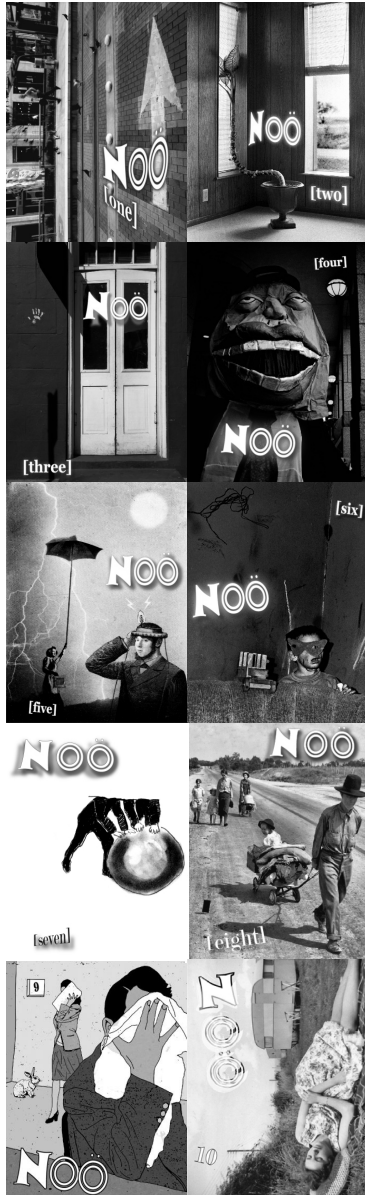 NOÖ
[one]
NOÖ
[two]
NOÖ
[three]
[four]
NOÖ
NOÖ
[five]
[six]
NOÖ
NOÖ
[seven]
NOÖ
[eight]
9
NOÖ
NOÖ
10